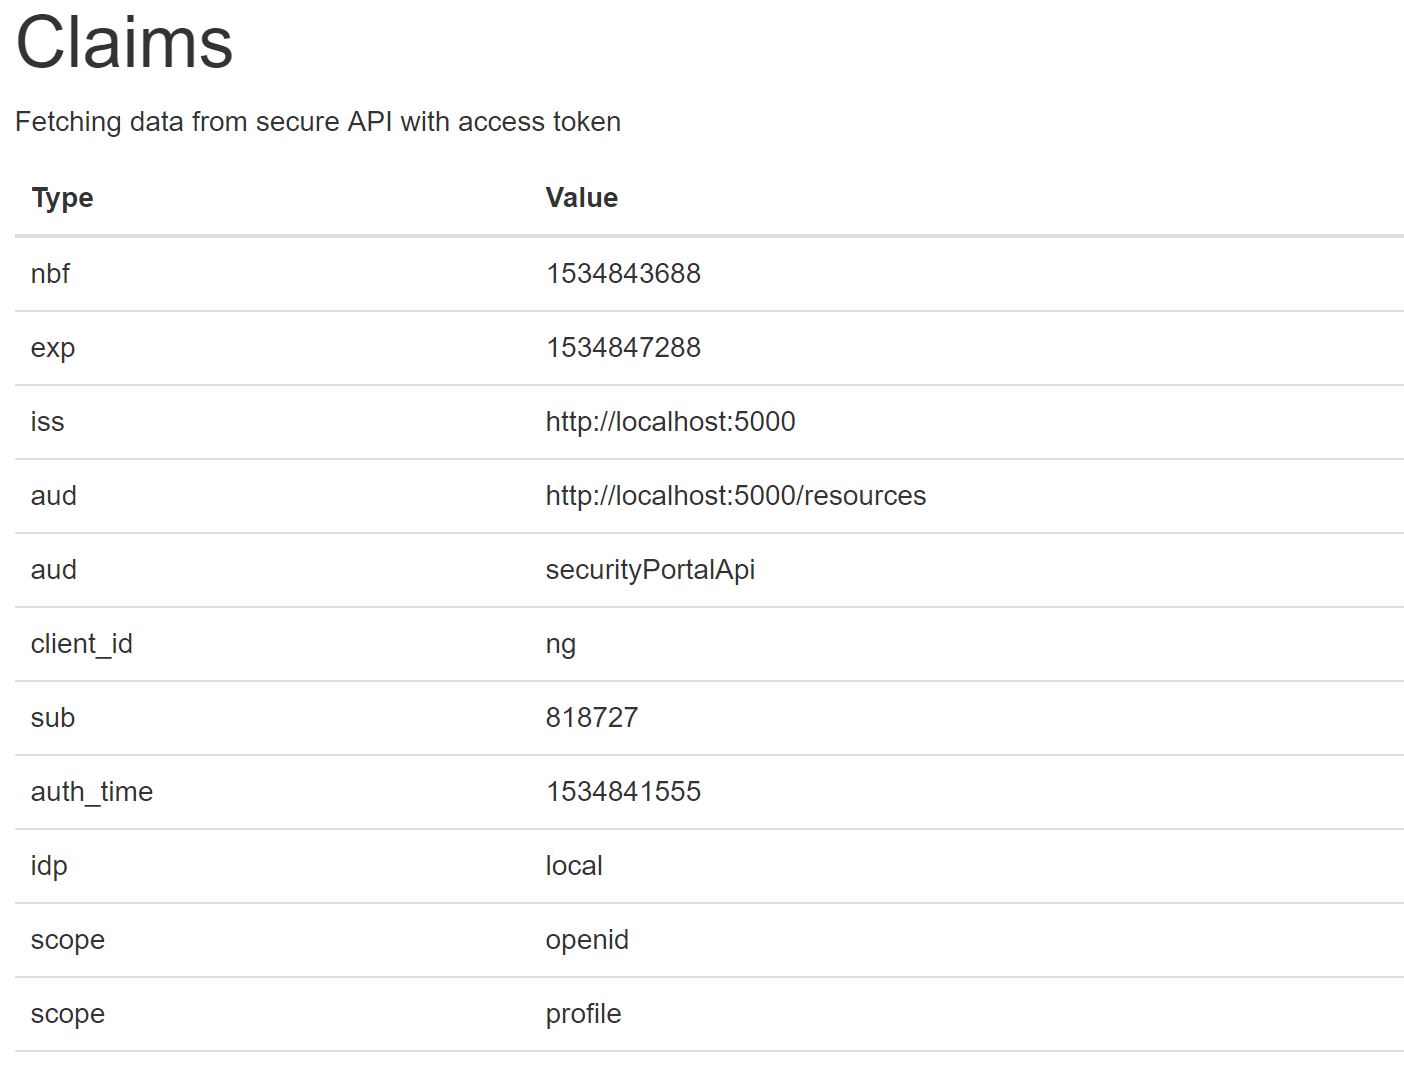 Claims
Fetching data from secure API with access token
Type Value
nbf 1534843688
exp 1534847288
iss http://localhost:5000
aud http://localhost:5000/resources
aud securityPortalApi
client_id ng
sub 818727
auth_time 1534841555
idp local
scope openid
scope profile